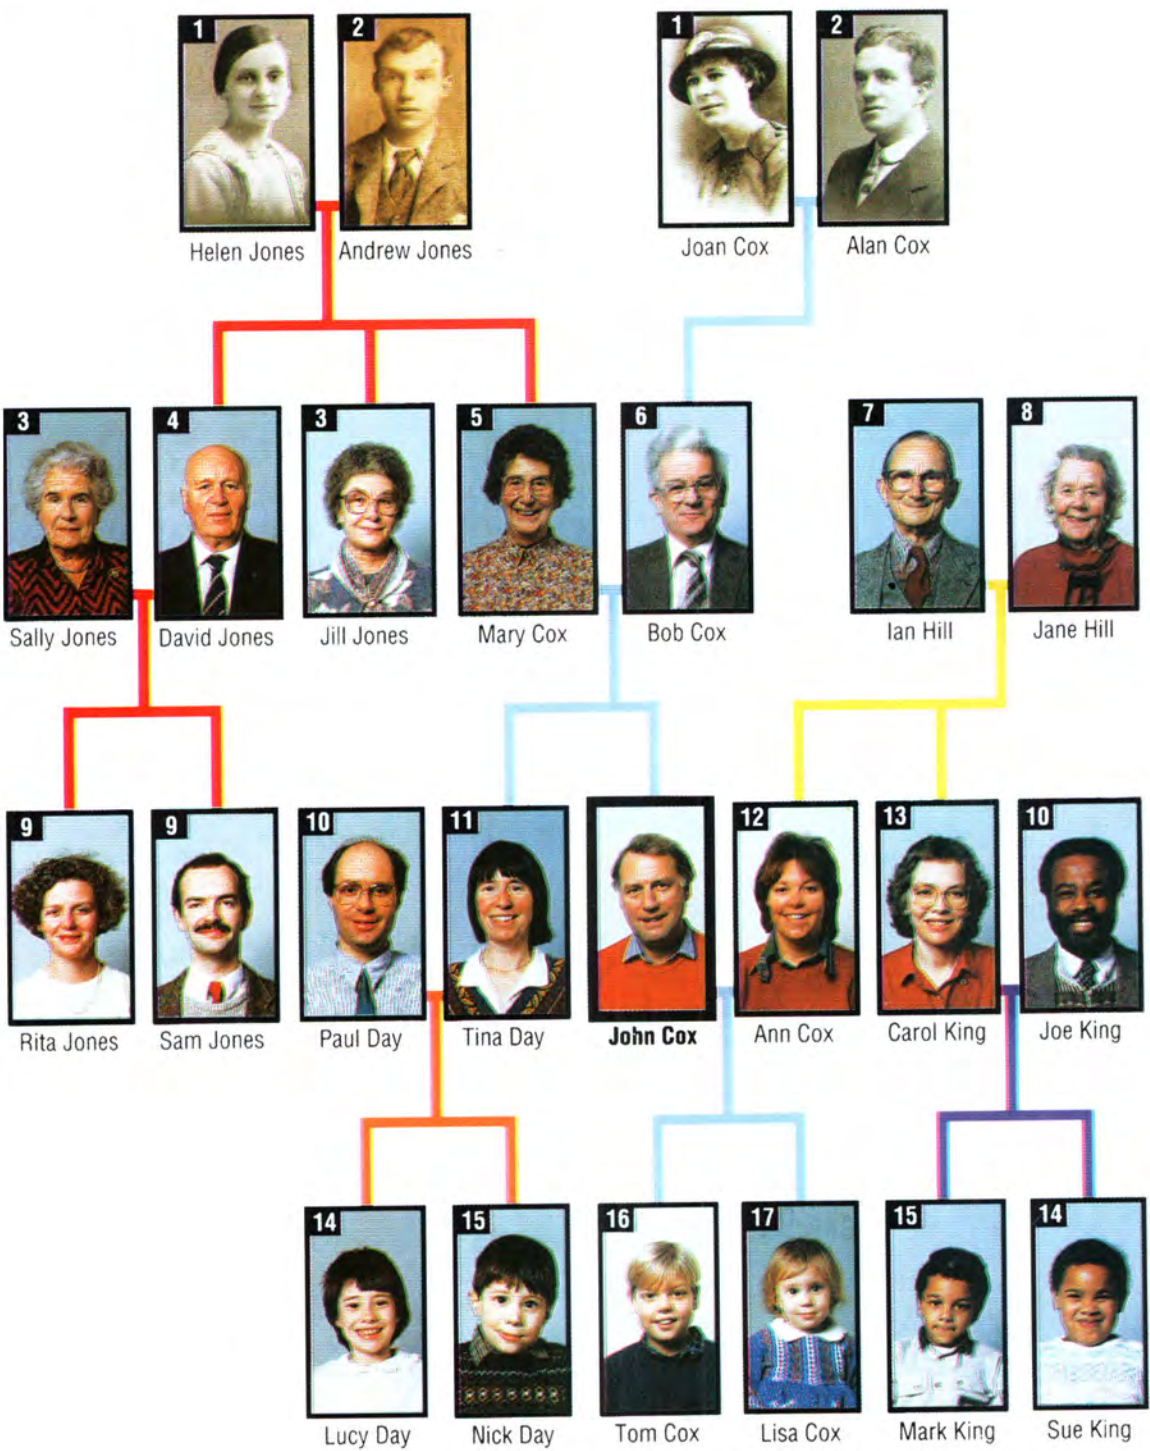 1
2
1
2
Helen Jones
Andrew Jones
Joan Cox
Alan Cox
3
4
3
5
6
7
8
Sally Jones
David Jones
Jill Jones
Mary Cox
Bob Cox
Ian Hill
Jane Hill
9
9
10
11
12
13
10
Rita Jones
Sam Jones
Paul Day
Tina Day
John Cox
Ann Cox
Carol King
Joe King
14
15
16
17
15
14
Lucy Day
Nick Day
Tom Cox
Lisa Cox
Mark King
Sue King